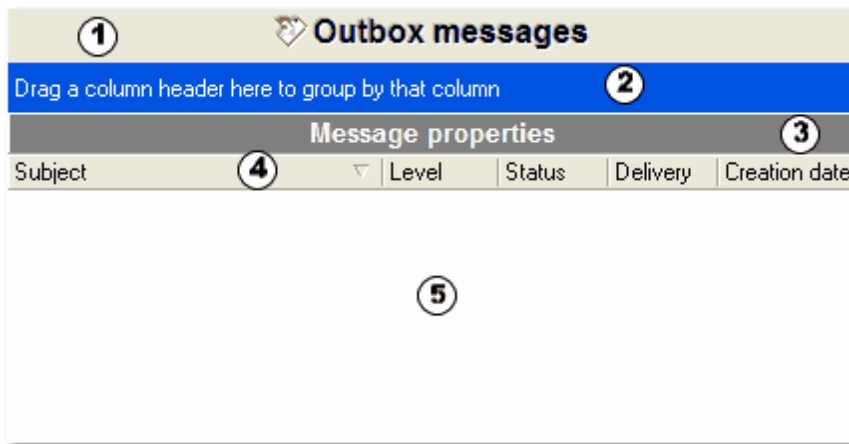 1 Outbox messages
Drag a column header here to group by that column 2
Message properties 3
Subject 4 Level Status Delivery Creation date
5